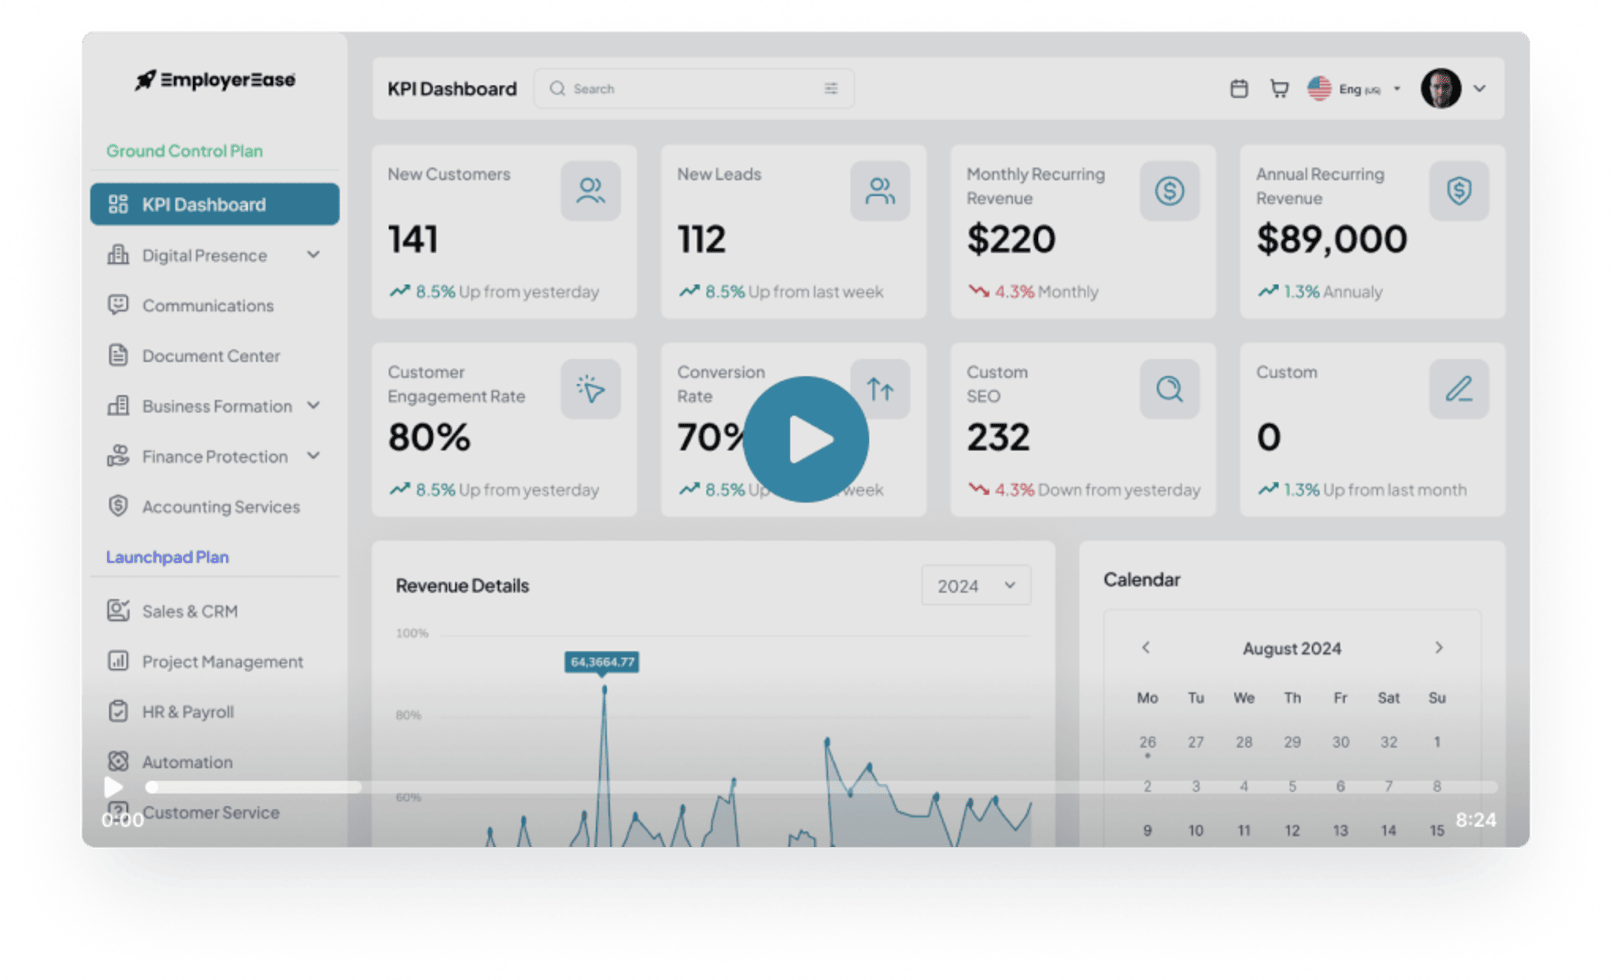 EmployerEase
Ground Control Plan
KPI Dashboard
Digital Presence
Communications
Document Center
Business Formation
Finance Protection
Accounting Services
Launchpad Plan
Sales & CRM
Project Management
HR & Payroll
Automation
Customer Service
KPI Dashboard
Search
Eng (US)
New Customers
141
8.5% Up from yesterday
New Leads
112
8.5% Up from last week
Monthly Recurring
Revenue
$220
4.3% Monthly
Annual Recurring
Revenue
$89,000
1.3% Annualy
Customer
Engagement Rate
80%
8.5% Up from yesterday
Conversion
Rate
70%
8.5% Up week
Custom
SEO
232
4.3% Down from yesterday
Custom
0
1.3% Up from last month
Revenue Details
2024
100%
64,3664.77
80%
60%
Calendar
August 2024
Mo Tu We Th Fr Sat Su
26 27 28 29 30 32 1
2 3 4 5 6 7 8
9 10 11 12 13 14 15
0:00
8:24